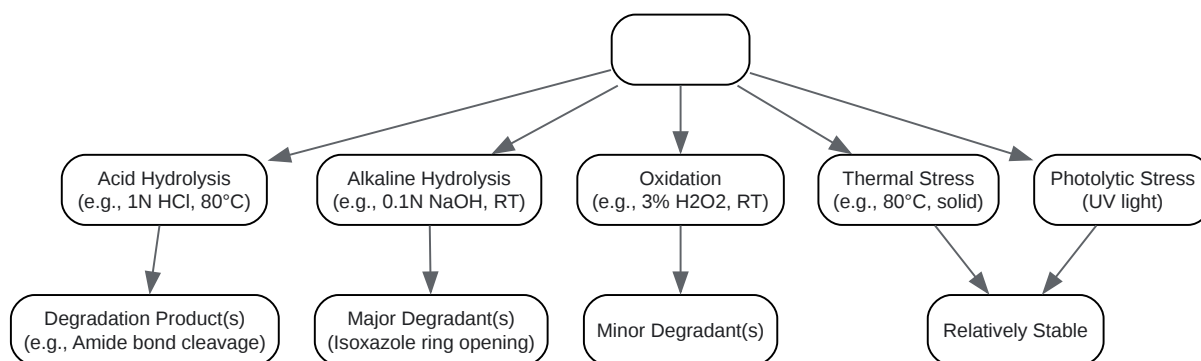 Acid Hydrolysis
(e.g., 1N HCl, 80°C)
Alkaline Hydrolysis
(e.g., 0.1N NaOH, RT)
Oxidation
(e.g., 3% H2O2, RT)
Thermal Stress
(e.g., 80°C, solid)
Photolytic Stress
(UV light)
Degradation Product(s)
(e.g., Amide bond cleavage)
Major Degradant(s)
(Isoxazole ring opening)
Minor Degradant(s)
Relatively Stable